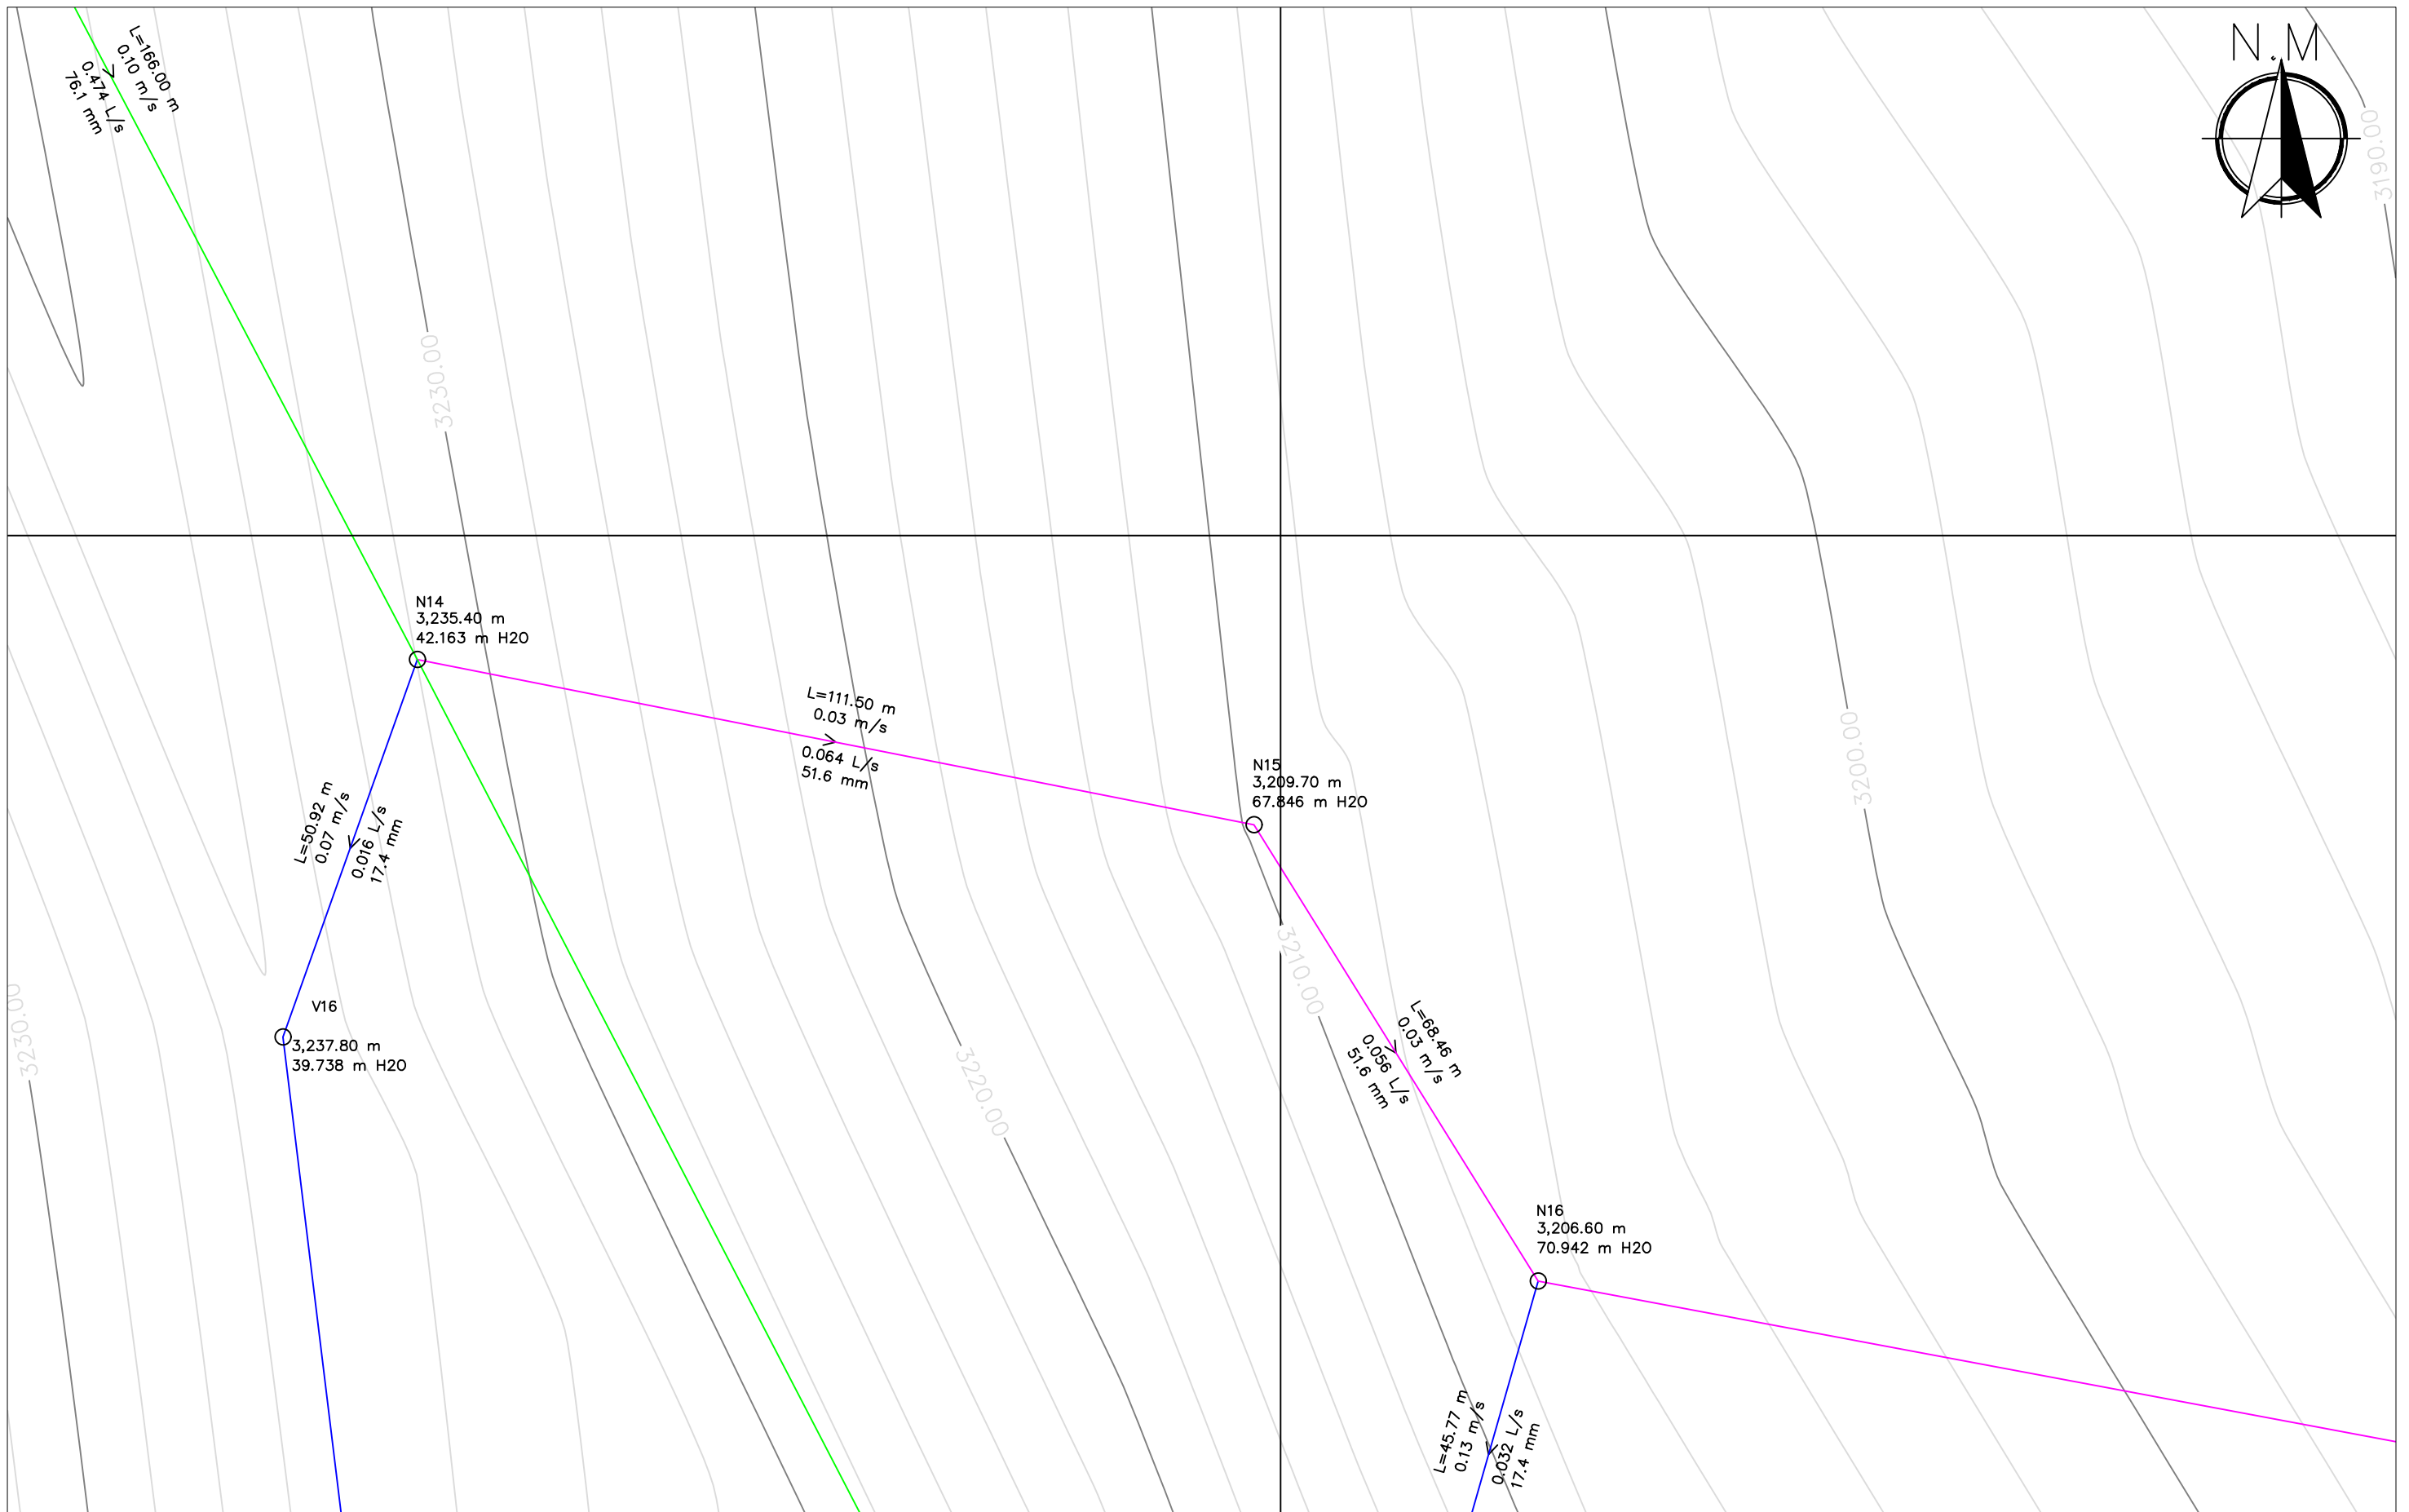 N.M
L=166.00 m
0.10 m/s
0.474 L/s
76.1 mm
3190.00
3230.00
N14
3,235.40 m
42.163 m H2O
L=111.50 m
0.03 m/s
0.064 L/s
51.6 mm
3200.00
N15
3,209.70 m
67.846 m H2O
L=50.92 m
0.07 m/s
0.016 L/s
17.4 mm
3210.00
3230.00
V16
3,237.80 m
39.738 m H2O
3220.00
L=68.46 m
0.03 m/s
0.056 L/s
51.6 mm
N16
3,206.60 m
70.942 m H2O
L=45.77 m
0.13 m/s
0.032 L/s
17.4 mm